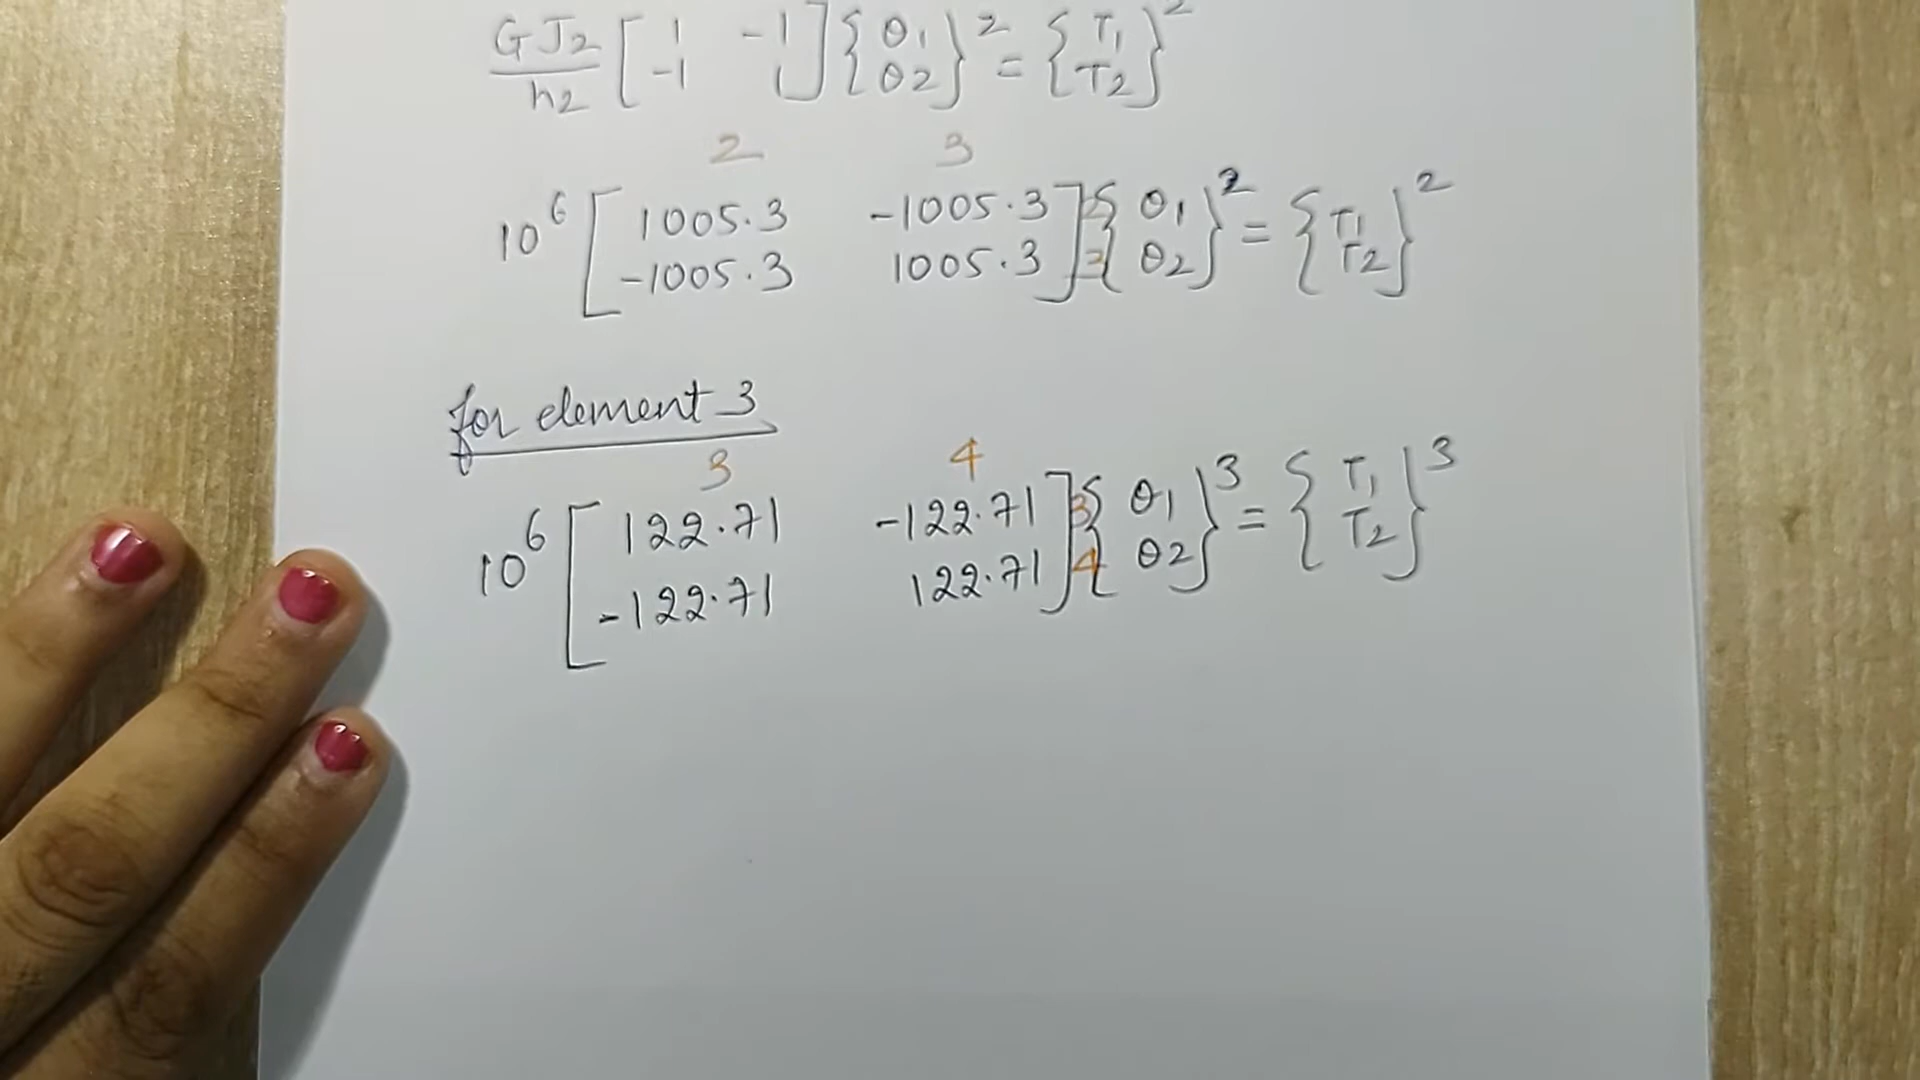 GJ2/h2 [ 1 -1 ] { θ1 }² = { T1 }²
[ -1 1 ] { θ2 } { T2 }
2 3
10⁶ [ 1005.3 -1005.3 ] 2 { θ1 }² = { T1 }²
[ -1005.3 1005.3 ] 3 { θ2 } { T2 }
for element 3
3 4
10⁶ [ 122.71 -122.71 ] 3 { θ1 }³ = { T1 }³
[ -122.71 122.71 ] 4 { θ2 } { T2 }